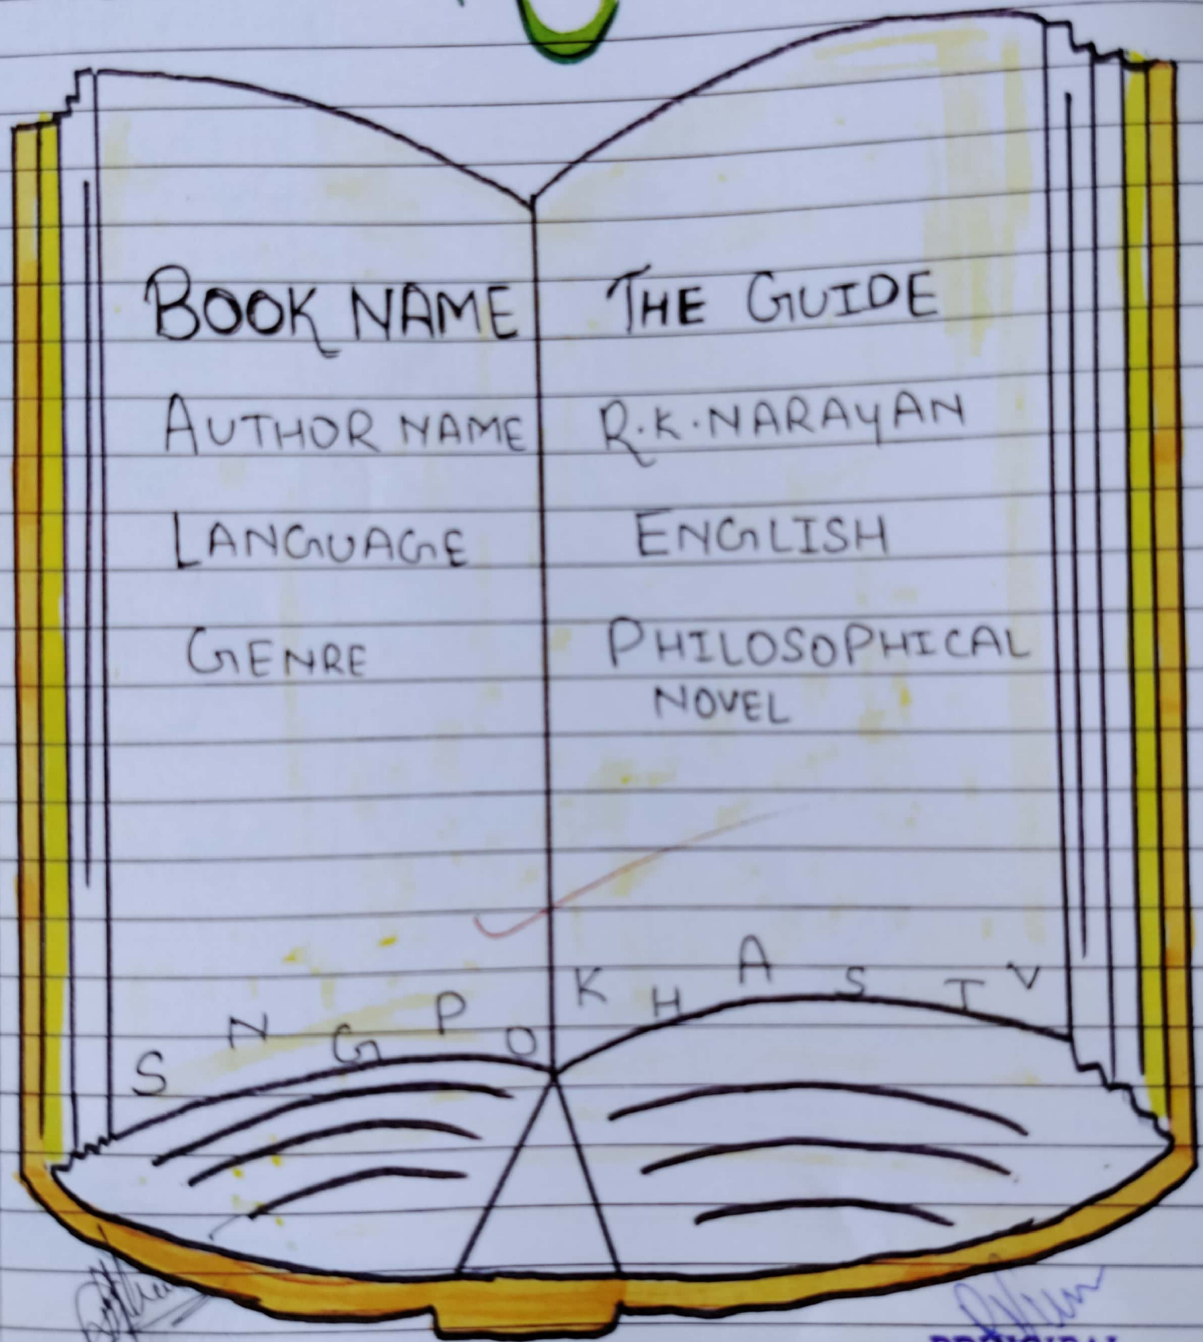 BOOK NAME THE GUIDE
AUTHOR NAME R.K.NARAYAN
LANGUAGE ENGLISH
GENRE PHILOSOPHICAL
NOVEL
S N G P O K H A S T V